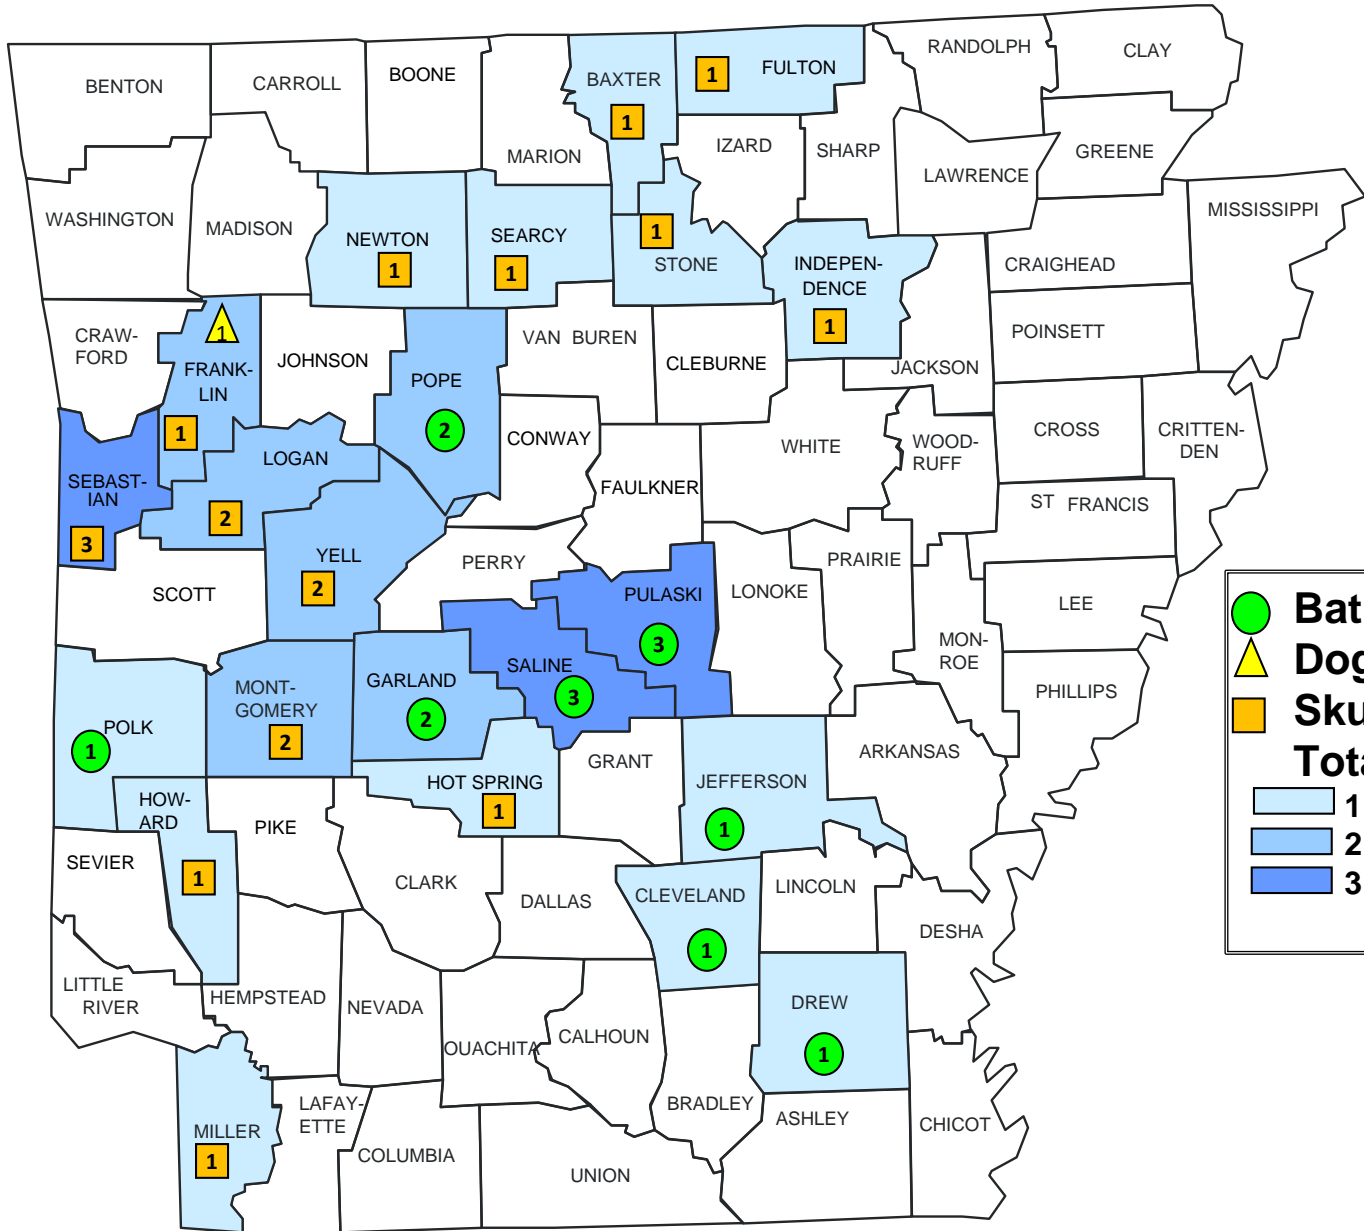 BENTON
CARROLL
BOONE
MARION
BAXTER
1
1
FULTON
IZARD
SHARP
RANDOLPH
CLAY
LAWRENCE
GREENE
WASHINGTON
MADISON
NEWTON
1
SEARCY
1
1
STONE
INDEPEN-
DENCE
1
CRAIGHEAD
MISSISSIPPI
CRAW-
FORD
1
FRANK-
LIN
1
JOHNSON
POPE
2
VAN BUREN
CLEBURNE
JACKSON
POINSETT
SEBAST-
IAN
3
LOGAN
2
CONWAY
FAULKNER
WHITE
WOOD-
RUFF
CROSS
CRITTEN-
DEN
ST FRANCIS
SCOTT
YELL
2
PERRY
PULASKI
3
LONOKE
PRAIRIE
MON-
ROE
LEE
PHILLIPS
POLK
1
MONT-
GOMERY
2
GARLAND
2
SALINE
3
HOT SPRING
1
GRANT
JEFFERSON
1
ARKANSAS
HOW-
ARD
1
SEVIER
PIKE
CLARK
DALLAS
CLEVELAND
1
LINCOLN
DESHA
LITTLE
RIVER
HEMPSTEAD
NEVADA
OUACHITA
CALHOUN
DREW
1
MILLER
1
LAFAY-
ETTE
COLUMBIA
UNION
BRADLEY
ASHLEY
CHICOT
Bat
Dog
Sku
Tota
1
2
3